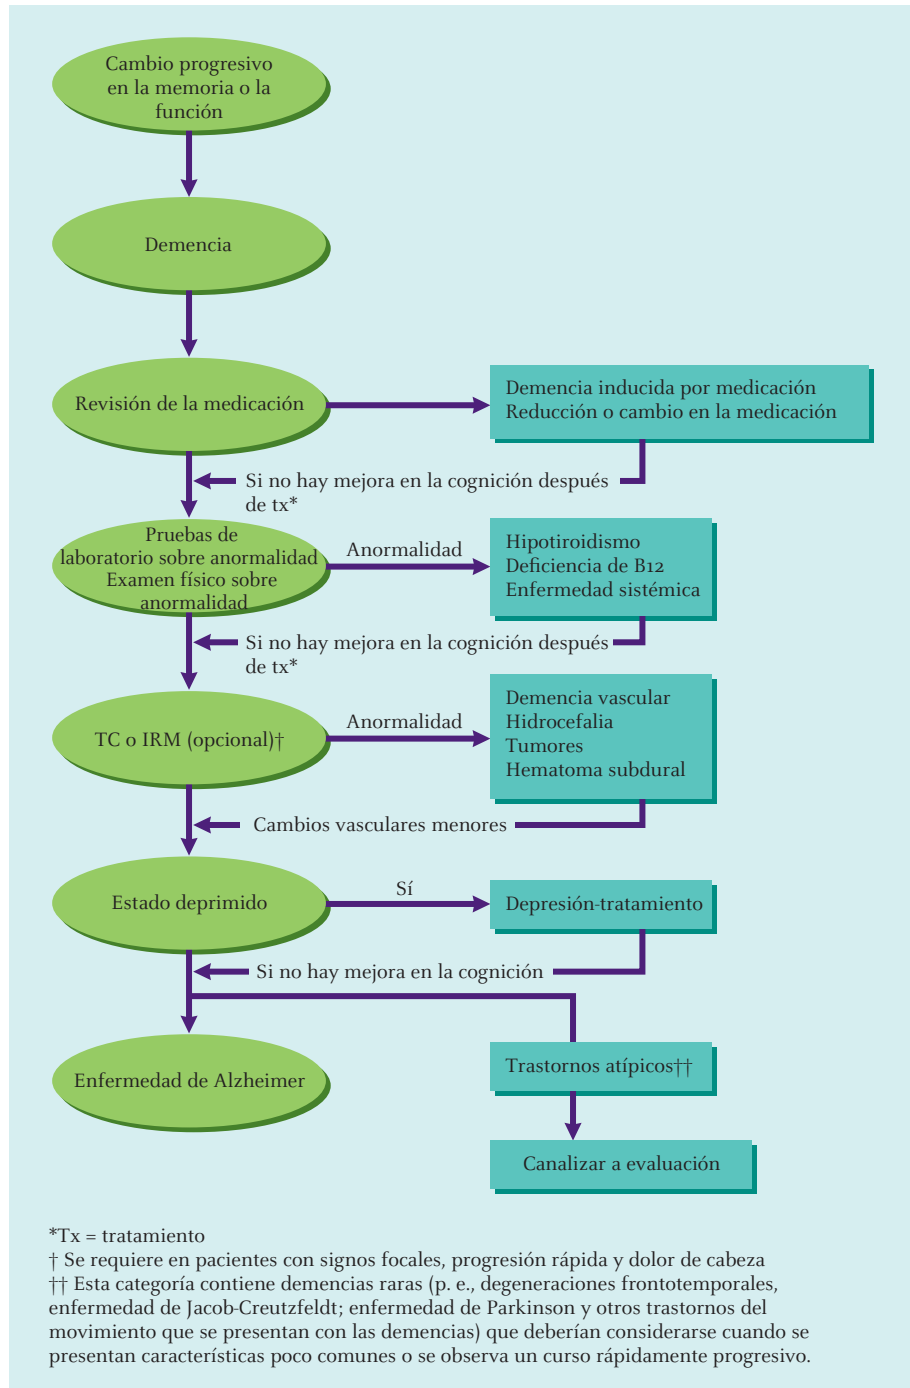 Cambio progresivo
en la memoria o la
función
Demencia
Revisión de la medicación
Demencia inducida por medicación
Reducción o cambio en la medicación
Si no hay mejora en la cognición después
de tx*
Pruebas de
laboratorio sobre anormalidad
Examen físico sobre
anormalidad
Anormalidad
Hipotiroidismo
Deficiencia de B12
Enfermedad sistémica
Si no hay mejora en la cognición después
de tx*
TC o IRM (opcional)†
Anormalidad
Demencia vascular
Hidrocefalia
Tumores
Hematoma subdural
Cambios vasculares menores
Estado deprimido
Sí
Depresión-tratamiento
Si no hay mejora en la cognición
Enfermedad de Alzheimer
Trastornos atípicos††
Canalizar a evaluación
*Tx = tratamiento
† Se requiere en pacientes con signos focales, progresión rápida y dolor de cabeza
†† Esta categoría contiene demencias raras (p. e., degeneraciones frontotemporales,
enfermedad de Jacob-Creutzfeldt; enfermedad de Parkinson y otros trastornos del
movimiento que se presentan con las demencias) que deberían considerarse cuando se
presentan características poco comunes o se observa un curso rápidamente progresivo.